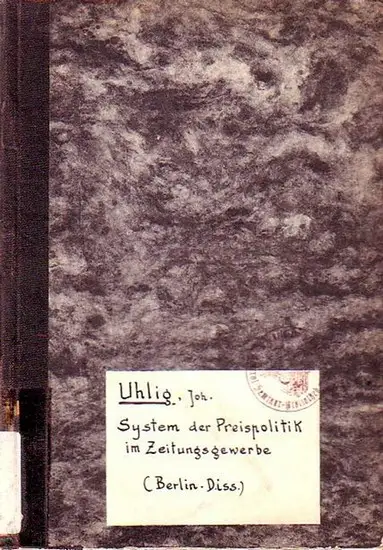 Uhlig, Joh.
System der Preispolitik
im Zeitungsgewerbe
(Berlin-Diss.)